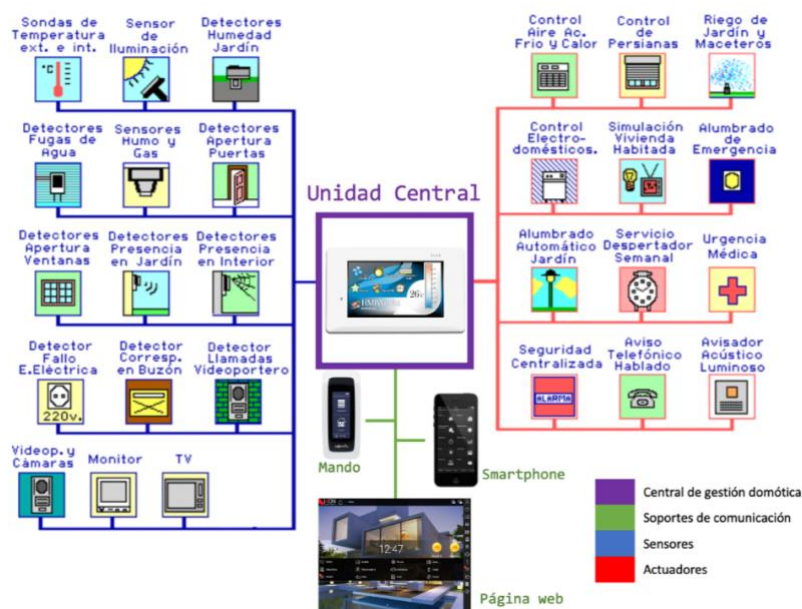 Sondas de
Temperatura
ext. e int.
Sensor
de
Iluminación
Detectores
Humedad
Jardín
Detectores
Fugas de
Agua
Sensores
Humo y
Gas
Detectores
Apertura
Puertas
Detectores
Apertura
Ventanas
Detectores
Presencia
en Jardín
Detectores
Presencia
en Interior
Detector
Fallo
E.Eléctrica
220v.
Detector
Corresp.
en Buzón
Detector
Llamadas
Videoportero
Videop.y
Cámaras
Monitor
TV
°C
Unidad Central
26
Mando
Smartphone
12:47
Página web
Control
Aire Ac.
Frio y Calor
Control
de
Persianas
Riego de
Jardín y
Maceteros
Control
Electro-
domésticos.
Simulación
Vivienda
Habitada
Alumbrado
de
Emergencia
Alumbrado
Automático
Jardín
Servicio
Despertador
Semanal
Urgencia
Médica
Seguridad
Centralizada
ALARMA
Aviso
Telefónico
Hablado
Avisador
Acústico
Luminoso
Central de gestión domótica
Soportes de comunicación
Sensores
Actuadores